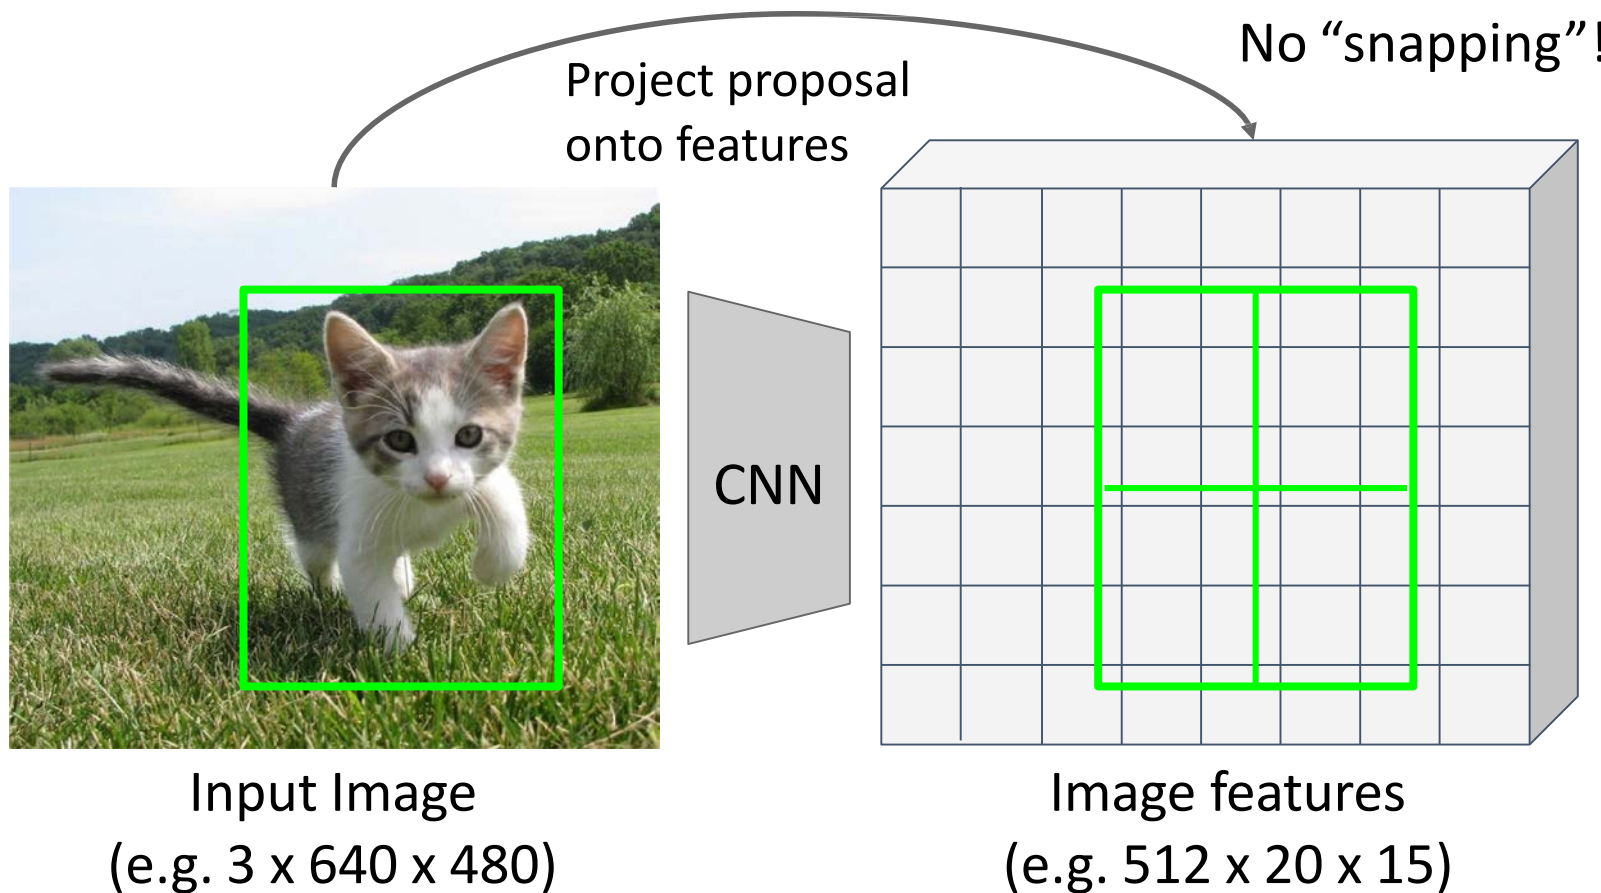 No “snapping”!
Project proposal
onto features
CNN
Input Image
(e.g. 3 x 640 x 480)
Image features
(e.g. 512 x 20 x 15)